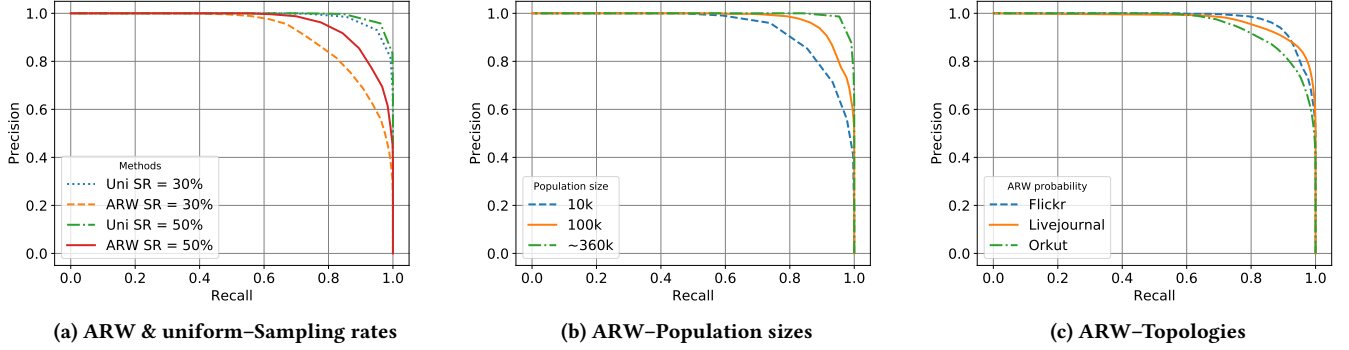 1.0
0.8
0.6
0.4
0.2
0.0
Precision
Methods
Uni SR = 30%
ARW SR = 30%
Uni SR = 50%
ARW SR = 50%
0.0 0.2 0.4 0.6 0.8 1.0
Recall
(a) ARW & uniform–Sampling rates
1.0
0.8
0.6
0.4
0.2
0.0
Precision
Population size
10k
100k
~360k
0.0 0.2 0.4 0.6 0.8 1.0
Recall
(b) ARW–Population sizes
1.0
0.8
0.6
0.4
0.2
0.0
Precision
ARW probability
Flickr
Livejournal
Orkut
0.0 0.2 0.4 0.6 0.8 1.0
Recall
(c) ARW–Topologies